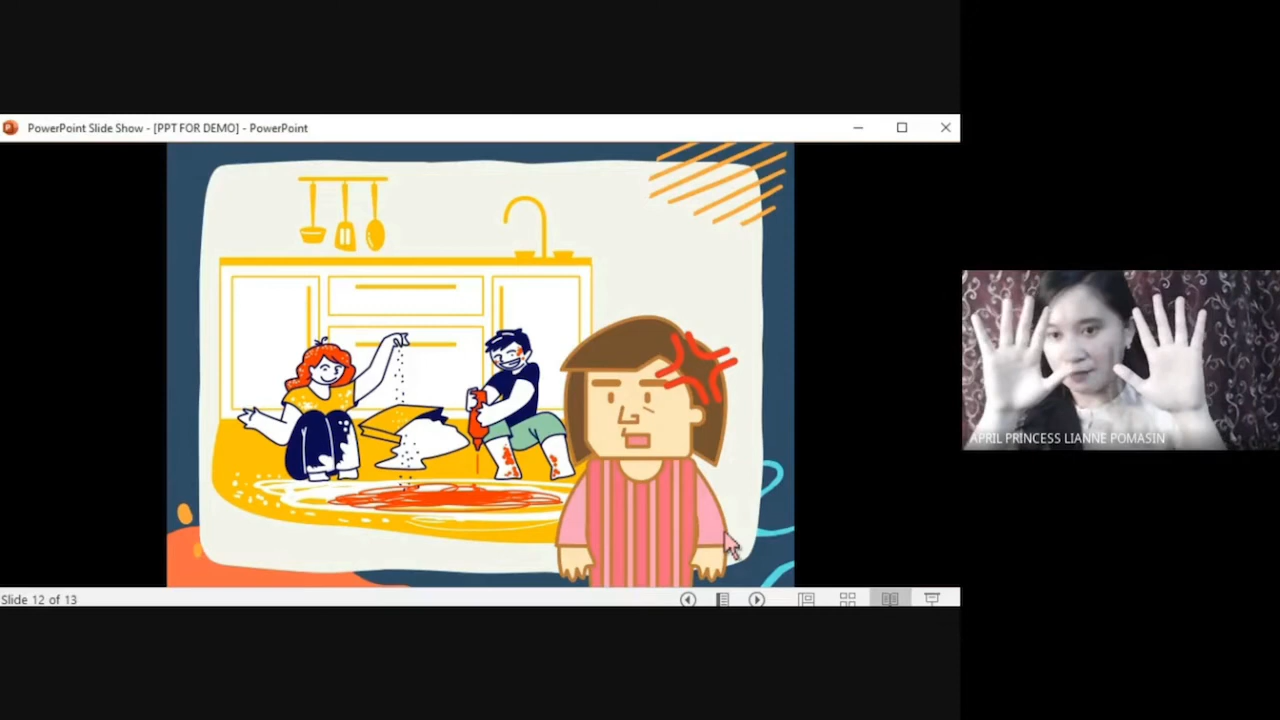 PowerPoint Slide Show - [PPT FOR DEMO] - PowerPoint
APRIL PRINCESS LIANNE POMASIN
Slide 12 of 13